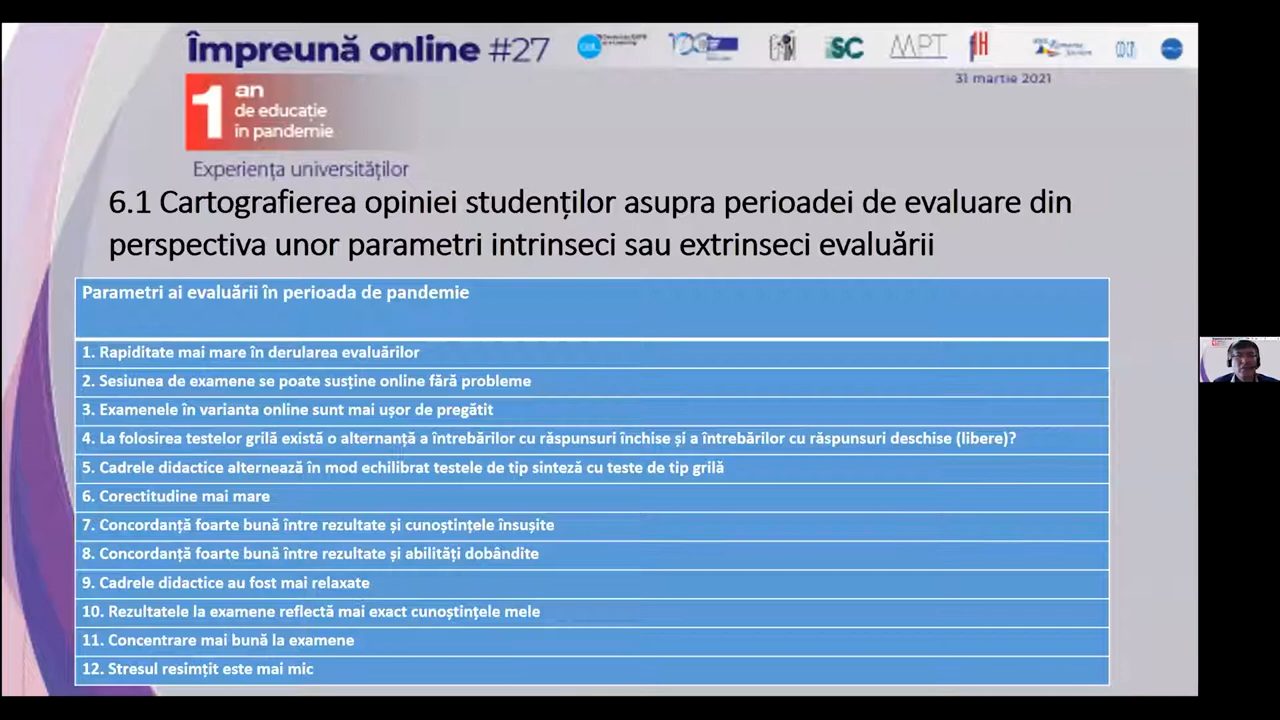 Împreună online #27
SC
MPT
31 martie 2021
1 an
de educație
în pandemie
Experiența universităților
6.1 Cartografierea opiniei studenților asupra perioadei de evaluare din
perspectiva unor parametri intrinseci sau extrinseci evaluării
Parametri ai evaluării în perioada de pandemie
1. Rapiditate mai mare în derularea evaluărilor
2. Sesiunea de examene se poate susține online fără probleme
3. Examenele în varianta online sunt mai ușor de pregătit
4. La folosirea testelor grilă există o alternanță a întrebărilor cu răspunsuri închise și a întrebărilor cu răspunsuri deschise (libere)?
5. Cadrele didactice alternează în mod echilibrat testele de tip sinteză cu teste de tip grilă
6. Corectitudine mai mare
7. Concordanță foarte bună între rezultate și cunoștințele însușite
8. Concordanță foarte bună între rezultate și abilități dobândite
9. Cadrele didactice au fost mai relaxate
10. Rezultatele la examene reflectă mai exact cunoștințele mele
11. Concentrare mai bună la examene
12. Stresul resimțit este mai mic